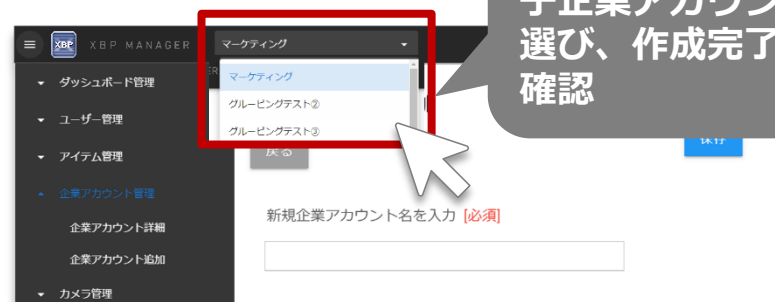 子企業アカウン
選び、作成完了
確認
XBP XBP MANAGER
マーケティング
マーケティング
グルーピングテスト②
グルーピングテスト③
ダッシュボード管理
ユーザー管理
アイテム管理
企業アカウント管理
企業アカウント詳細
企業アカウント追加
カメラ管理
戻る
保存
新規企業アカウント名を入力 [必須]